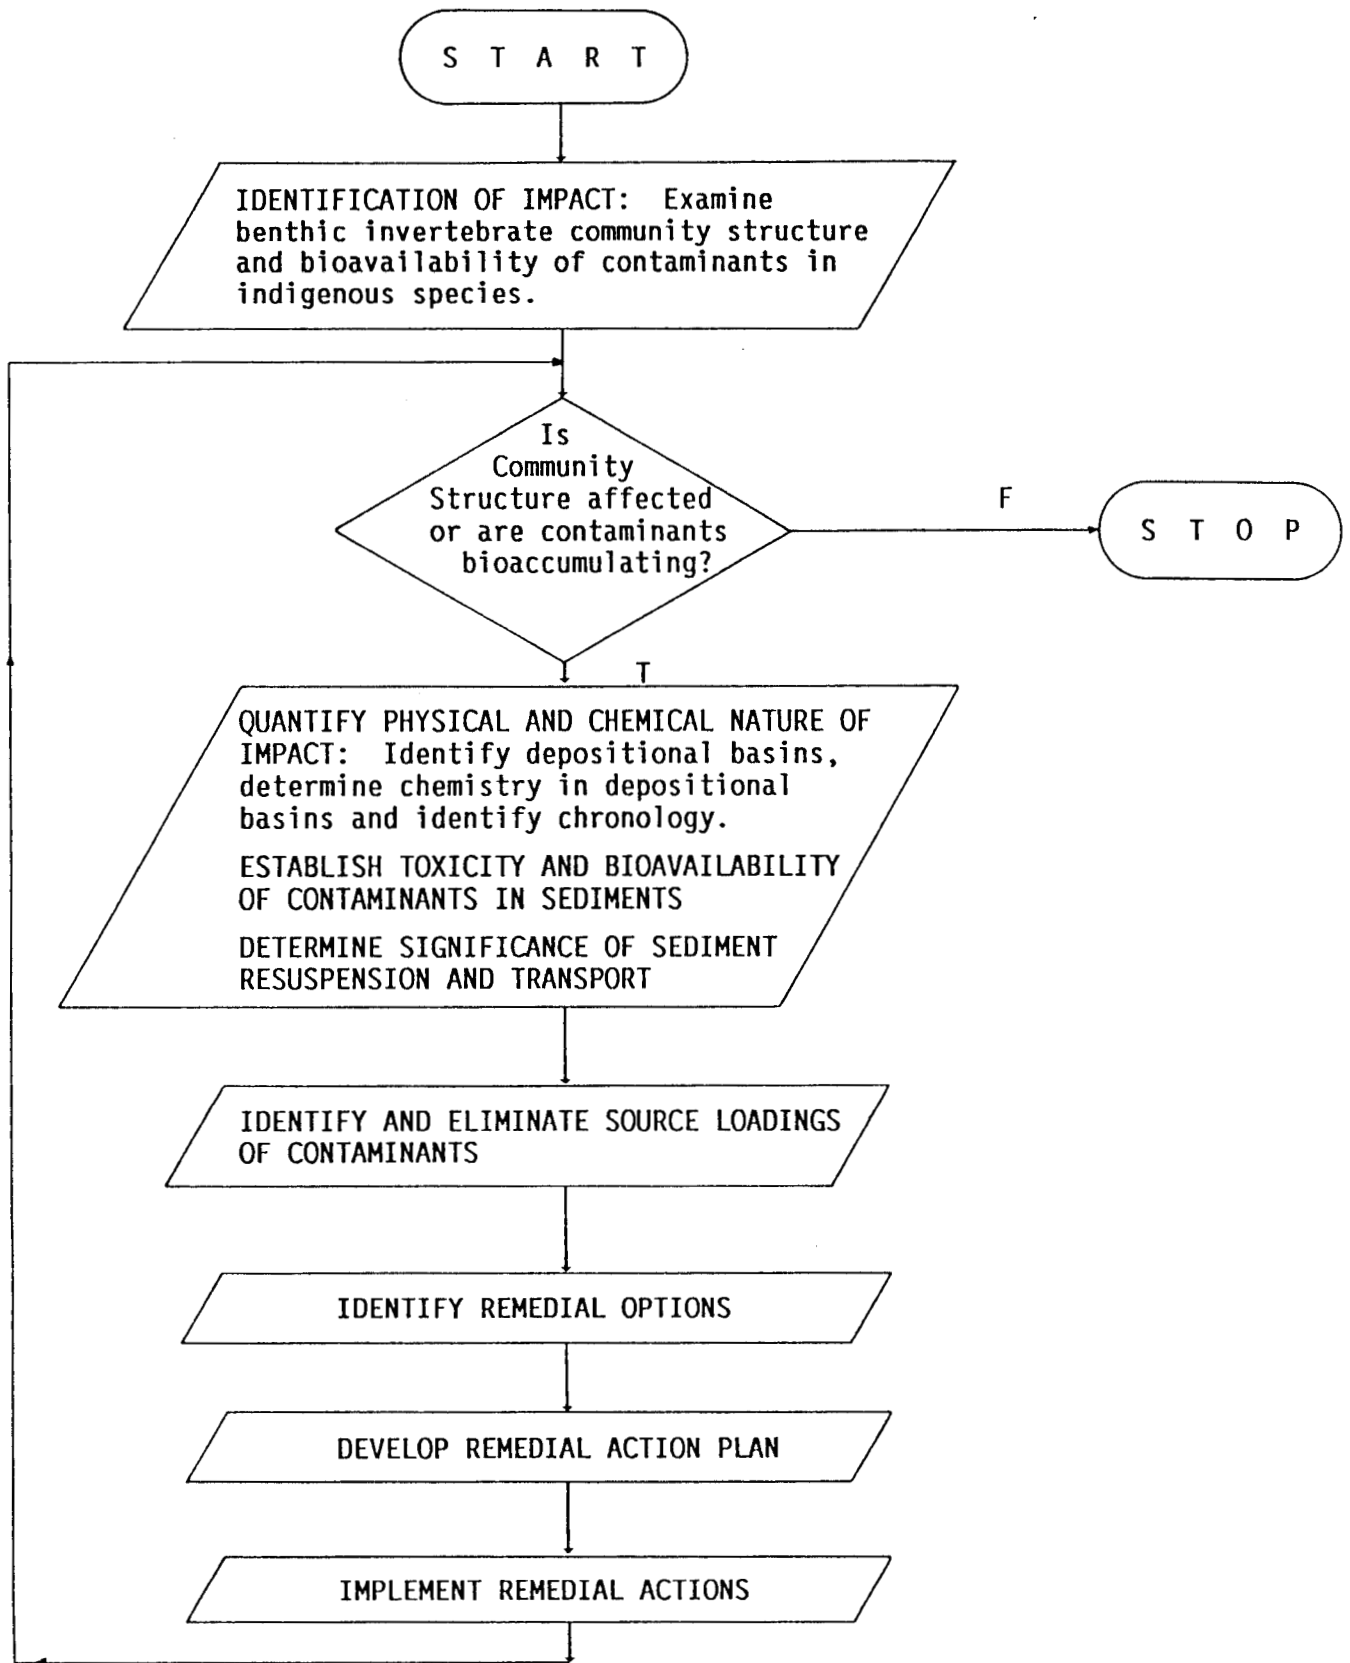 S T A R T
IDENTIFICATION OF IMPACT: Examine
benthic invertebrate community structure
and bioavailability of contaminants in
indigenous species.
Is
Community
Structure affected
or are contaminants
bioaccumulating?
F
S T O P
T
QUANTIFY PHYSICAL AND CHEMICAL NATURE OF
IMPACT: Identify depositional basins,
determine chemistry in depositional
basins and identify chronology.
ESTABLISH TOXICITY AND BIOAVAILABILITY
OF CONTAMINANTS IN SEDIMENTS
DETERMINE SIGNIFICANCE OF SEDIMENT
RESUSPENSION AND TRANSPORT
IDENTIFY AND ELIMINATE SOURCE LOADINGS
OF CONTAMINANTS
IDENTIFY REMEDIAL OPTIONS
DEVELOP REMEDIAL ACTION PLAN
IMPLEMENT REMEDIAL ACTIONS